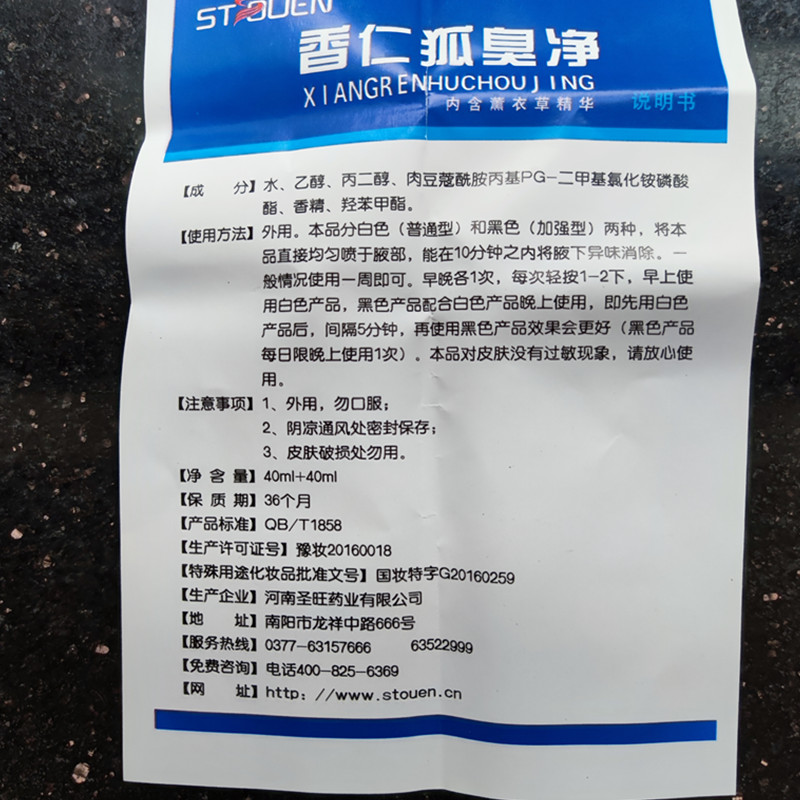 STOUEN
香仁狐臭净
XIANGRENHUCHOUJING
内含薰衣草精华 说明书
【成 分】水、乙醇、丙二醇、肉豆蔻酰胺丙基PG-二甲基氯化铵磷酸
酯、香精、羟苯甲酯。
【使用方法】外用。本品分白色（普通型）和黑色（加强型）两种，将本
品直接均匀喷于腋部，能在10分钟之内将腋下异味消除。一
般情况使用一周即可。早晚各1次，每次轻按1-2下，早上使
用白色产品，黑色产品配合白色产品晚上使用，即先用白色
产品后，间隔5分钟，再使用黑色产品效果会更好（黑色产品
每日限晚上使用1次）。本品对皮肤没有过敏现象，请放心使
用。
【注意事项】1、外用，勿口服；
2、阴凉通风处密封保存；
3、皮肤破损处勿用。
【净 含 量】40ml+40ml
【保 质 期】36个月
【产品标准】QB/T1858
【生产许可证号】豫妆20160018
【特殊用途化妆品批准文号】国妆特字G20160259
【生产企业】河南圣旺药业有限公司
【地 址】南阳市龙祥中路666号
【服务热线】0377-63157666 63522999
【免费咨询】电话400-825-6369
【网 址】http：//www.stouen.cn